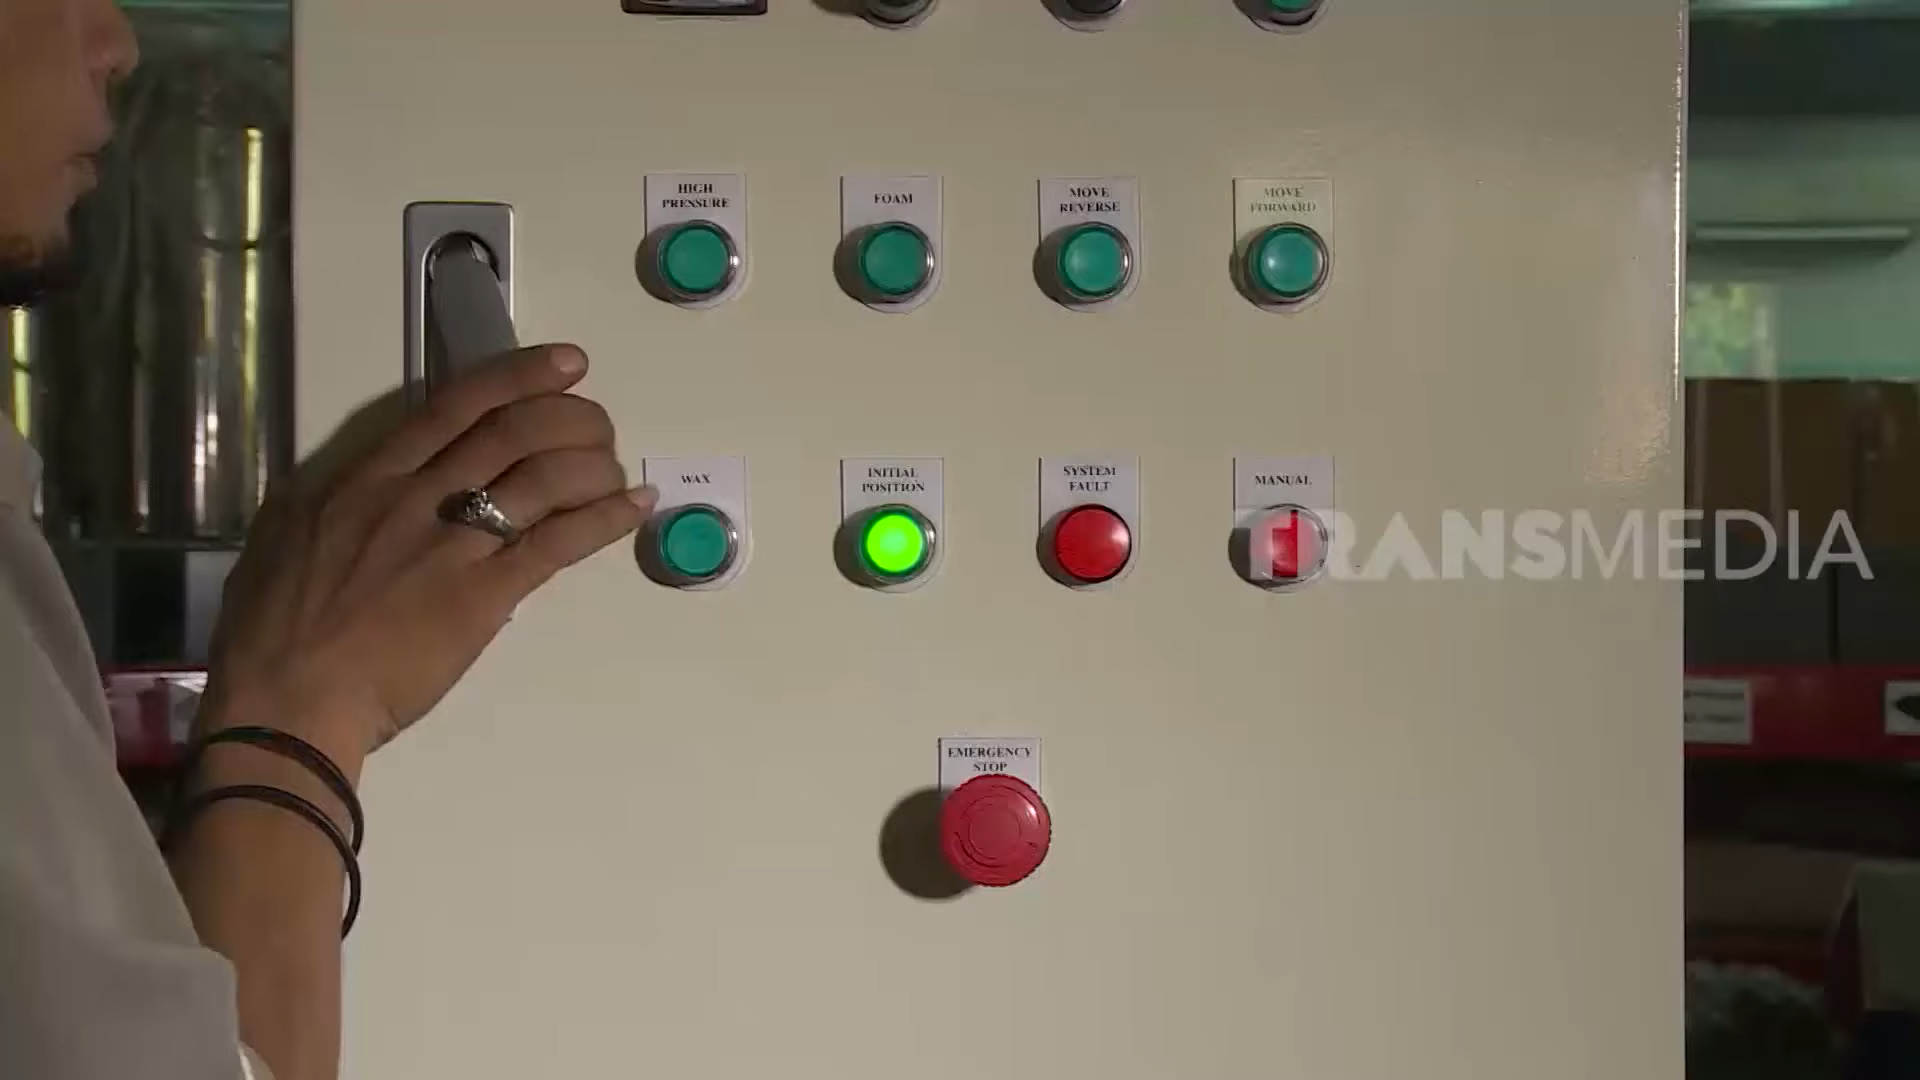 HIGH
PRESSURE
FOAM
MOVE
REVERSE
MOVE
FORWARD
WAX
INITIAL
POSITION
SYSTEM
FAULT
MANUAL
TRANSMEDIA
EMERGENCY
STOP